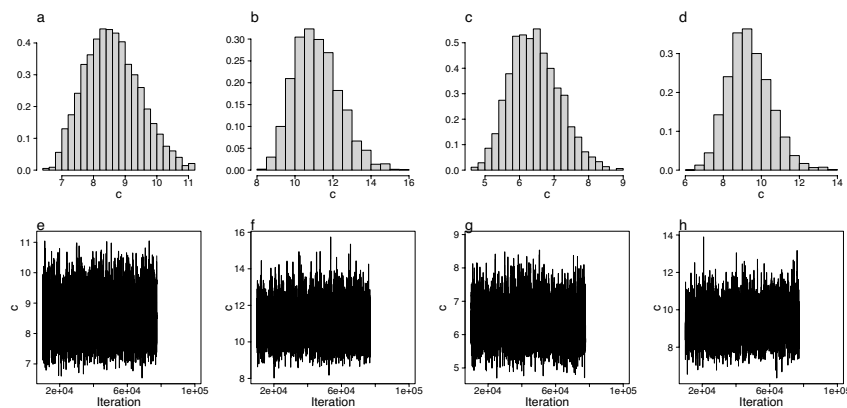 a
0.4
0.3
0.2
0.1
0.0
7 8 9 10 11
c
b
0.30
0.25
0.20
0.15
0.10
0.05
0.00
8 10 12 14 16
c
c
0.5
0.4
0.3
0.2
0.1
0.0
5 6 7 8 9
c
d
0.3
0.2
0.1
0.0
6 8 10 12 14
c
e
11
10
9
8
7
c
2e+04 6e+04 1e+05
Iteration
f
16
14
12
10
8
c
2e+04 6e+04 1e+05
Iteration
g
9
8
7
6
5
c
2e+04 6e+04 1e+05
Iteration
h
14
12
10
8
c
2e+04 6e+04 1e+05
Iteration